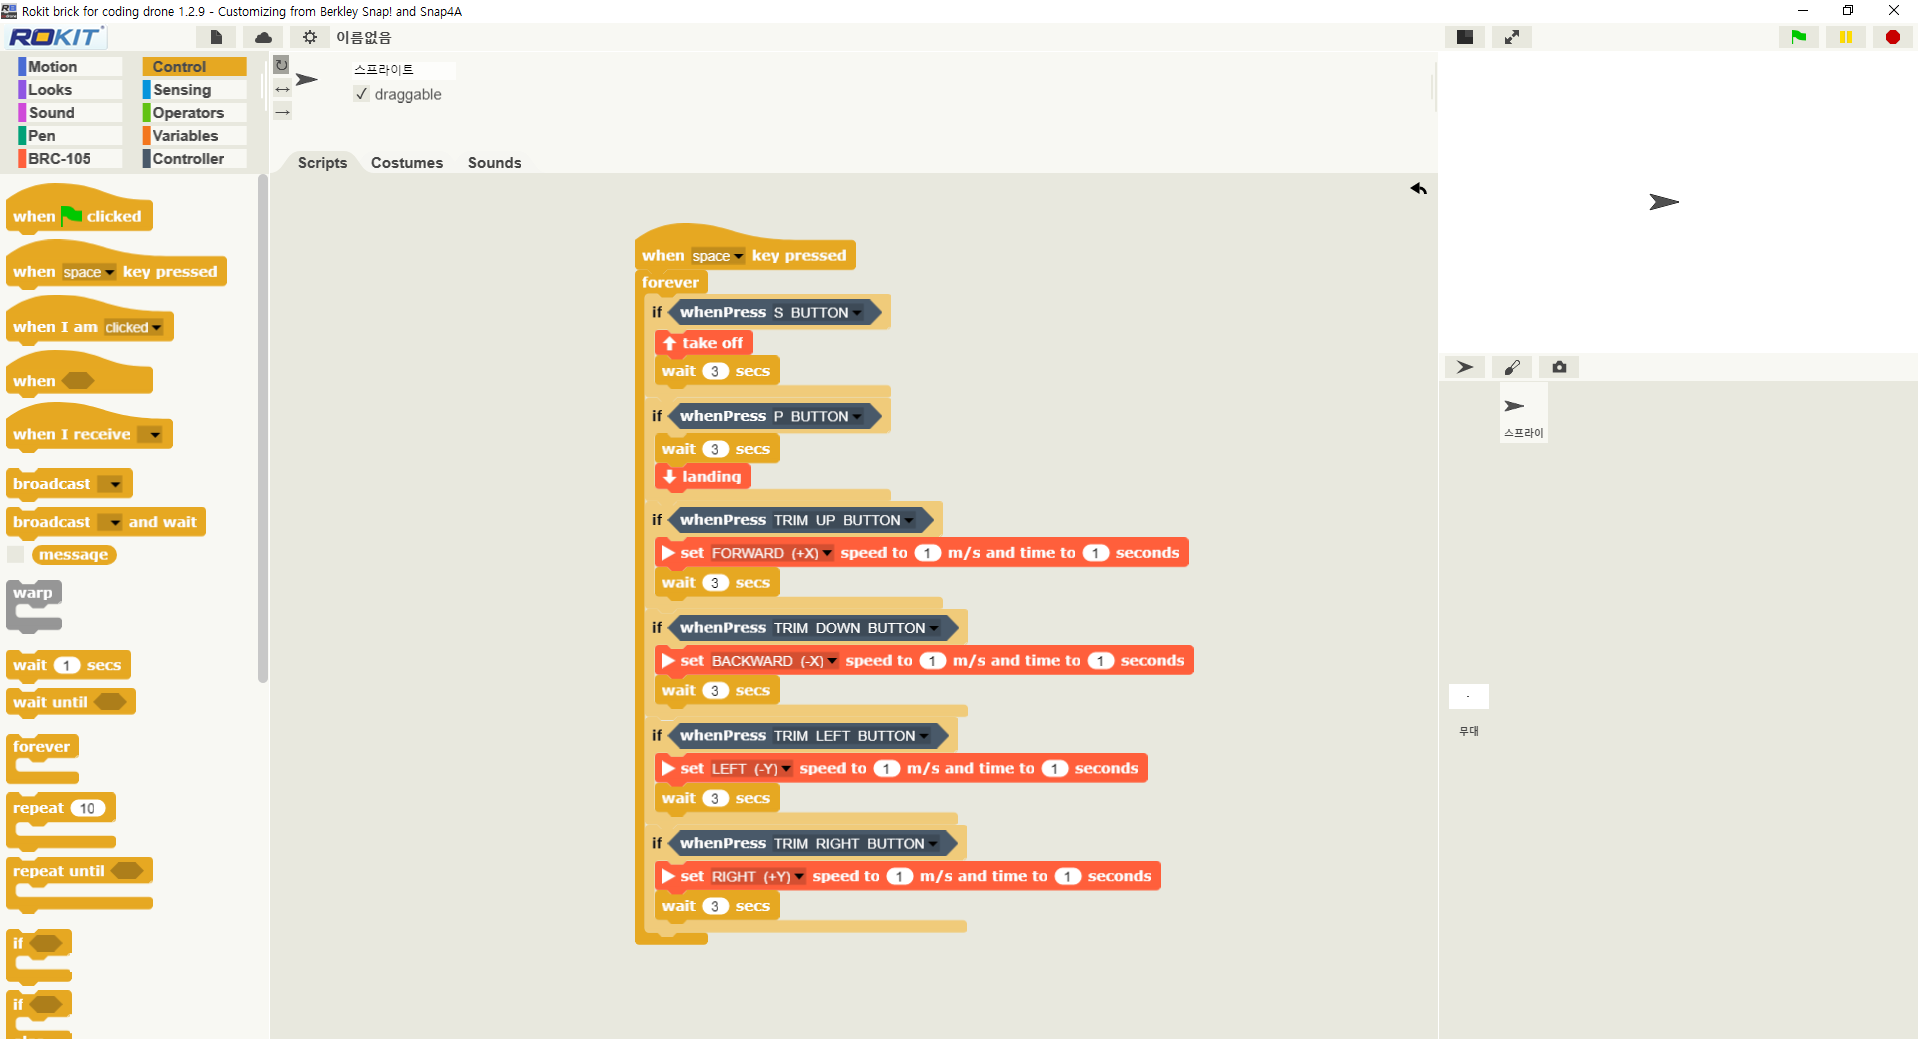 Rokit brick for coding drone 1.2.9 - Customizing from Berkley Snap! and Snap4A
ROKIT
이름없음
Motion
Control
Looks
Sensing
Sound
Operators
Pen
Variables
BRC-105
Controller
스프라이트
draggable
Scripts
Costumes
Sounds
when clicked
when space key pressed
when I am clicked
when
when I receive
broadcast
broadcast and wait
message
warp
wait 1 secs
wait until
forever
repeat 10
repeat until
if
if
when space key pressed
forever
if whenPress S BUTTON
take off
wait 3 secs
if whenPress P BUTTON
wait 3 secs
landing
if whenPress TRIM UP BUTTON
set FORWARD (+X) speed to 1 m/s and time to 1 seconds
wait 3 secs
if whenPress TRIM DOWN BUTTON
set BACKWARD (-X) speed to 1 m/s and time to 1 seconds
wait 3 secs
if whenPress TRIM LEFT BUTTON
set LEFT (-Y) speed to 1 m/s and time to 1 seconds
wait 3 secs
if whenPress TRIM RIGHT BUTTON
set RIGHT (+Y) speed to 1 m/s and time to 1 seconds
wait 3 secs
스프라이
무대